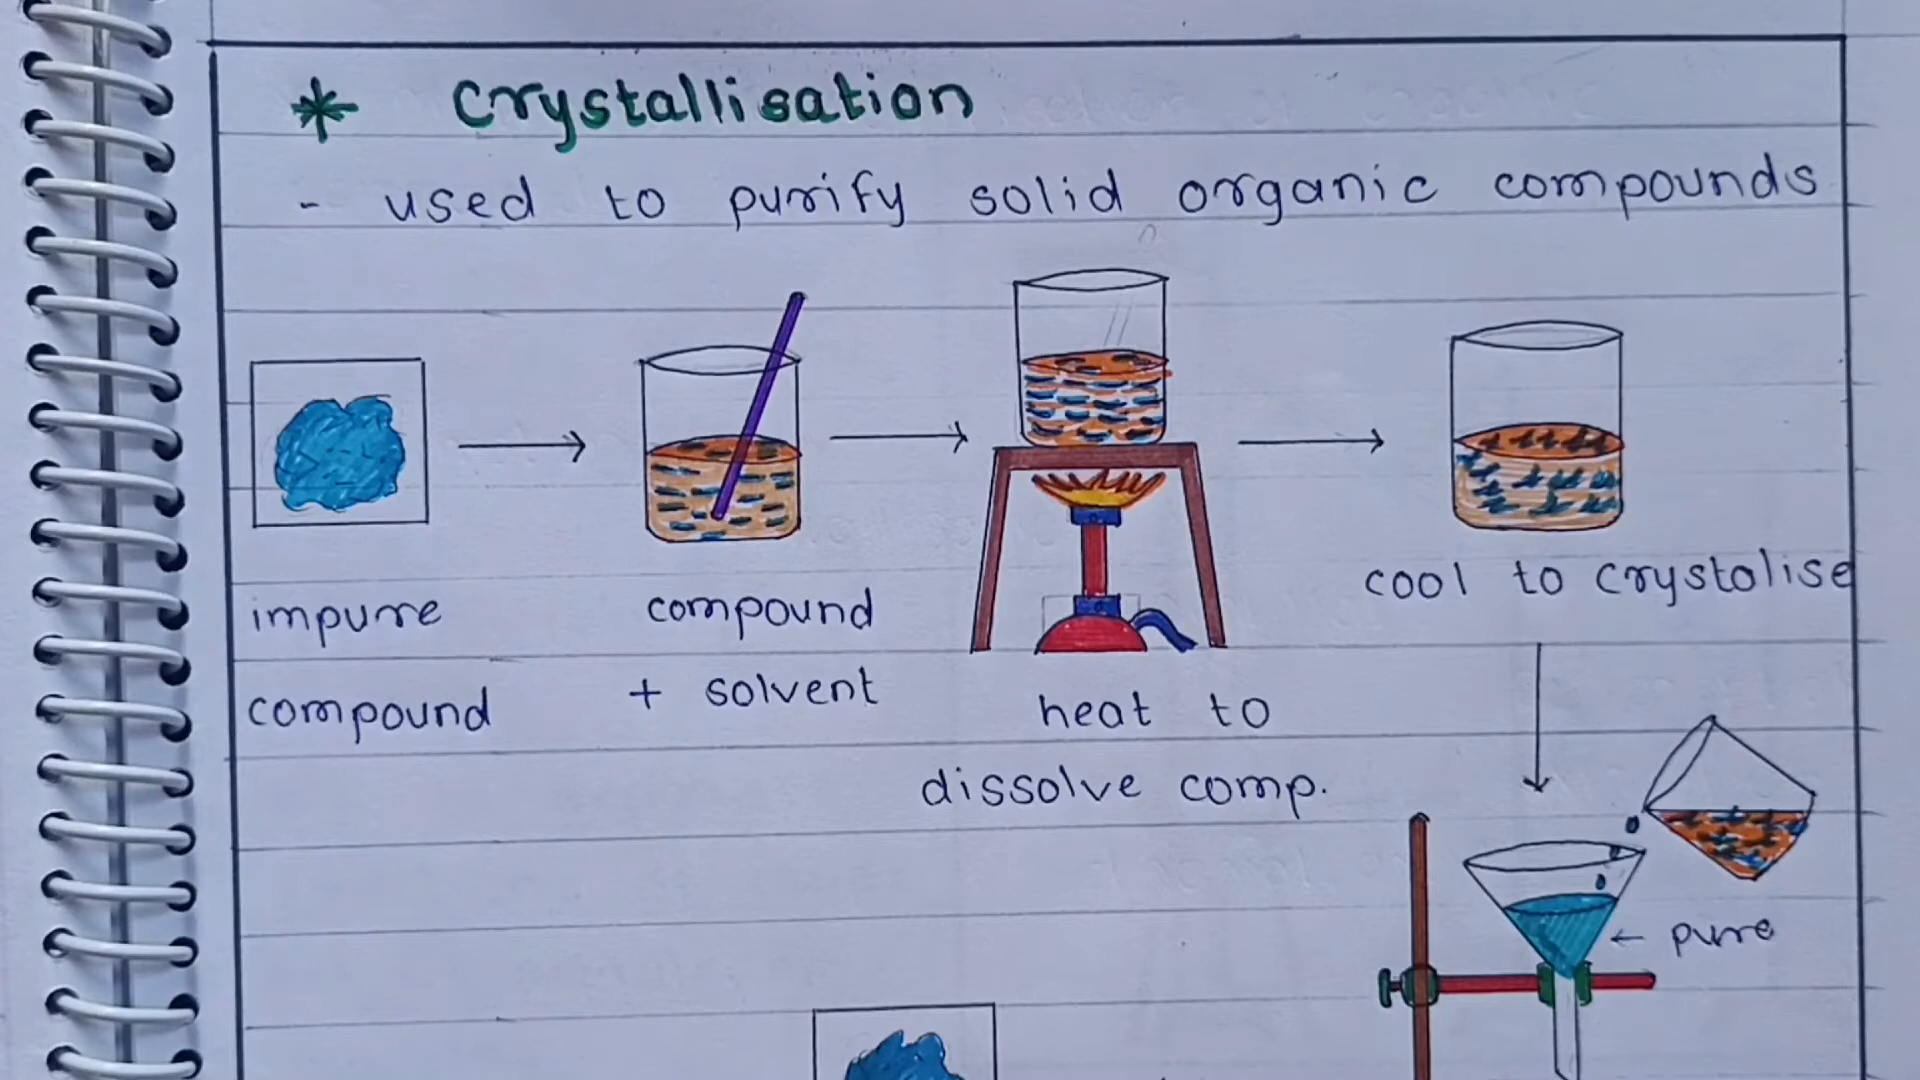 * Crystallisation
- used to purify solid organic compounds
impure
compound
compound
+ solvent
heat to
dissolve comp.
cool to crystolise
← pure